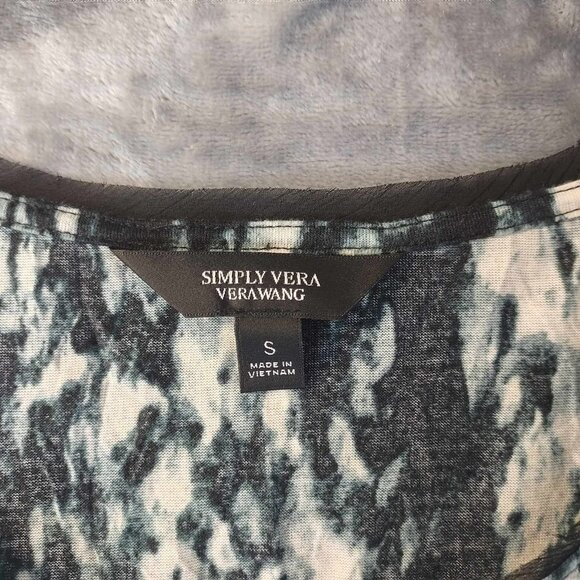 SIMPLY VERA
VERAWANG
S
MADE IN
VIETNAM